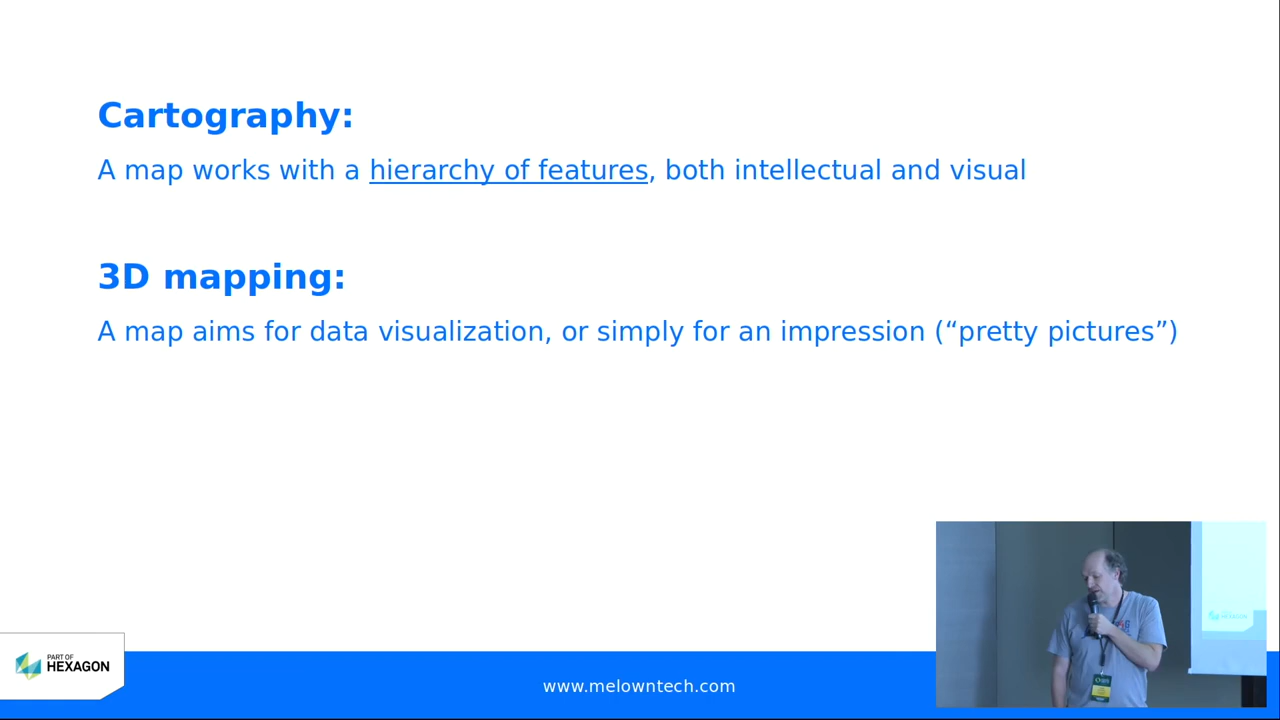 Cartography:
A map works with a hierarchy of features, both intellectual and visual
3D mapping:
A map aims for data visualization, or simply for an impression (“pretty pictures”)
PART OF
HEXAGON
www.melowntech.com